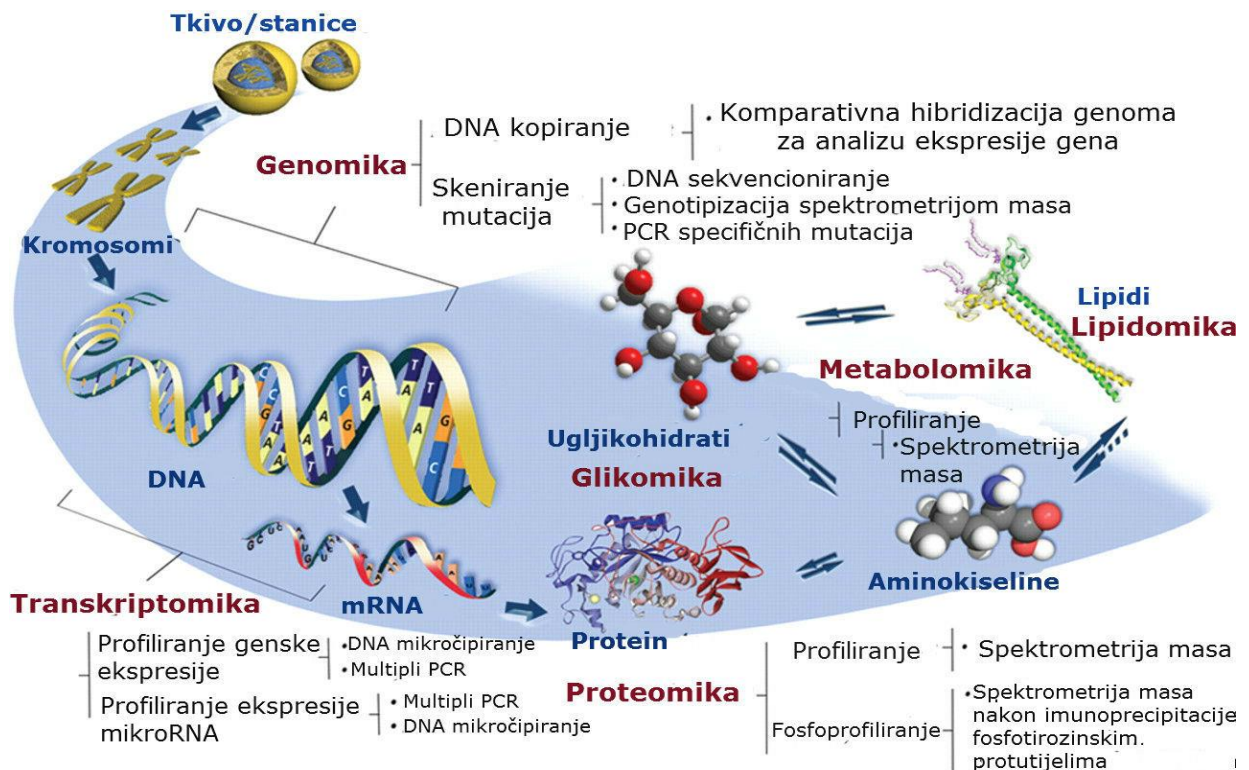 Tkivo/stanice
Kromosomi
Genomika
DNA kopiranje
• Komparativna hibridizacija genoma
za analizu ekspresije gena
Skeniranje
mutacija
• DNA sekvencioniranje
• Genotipizacija spektrometrijom masa
• PCR specifičnih mutacija
Lipidi
Lipidomika
Metabolomika
Profiliranje
• Spektrometrija
masa
Ugljikohidrati
Glikomika
DNA
Aminokiseline
mRNA
Protein
Transkriptomika
Profiliranje genske
ekspresije
• DNA mikročipiranje
• Multipli PCR
Profiliranje ekspresije
mikroRNA
• Multipli PCR
• DNA mikročipiranje
Proteomika
Profiliranje
• Spektrometrija masa
Fosfoprofiliranje
• Spektrometrija masa
nakon imunoprecipitacije
fosfotirozinskim.
protutijelima